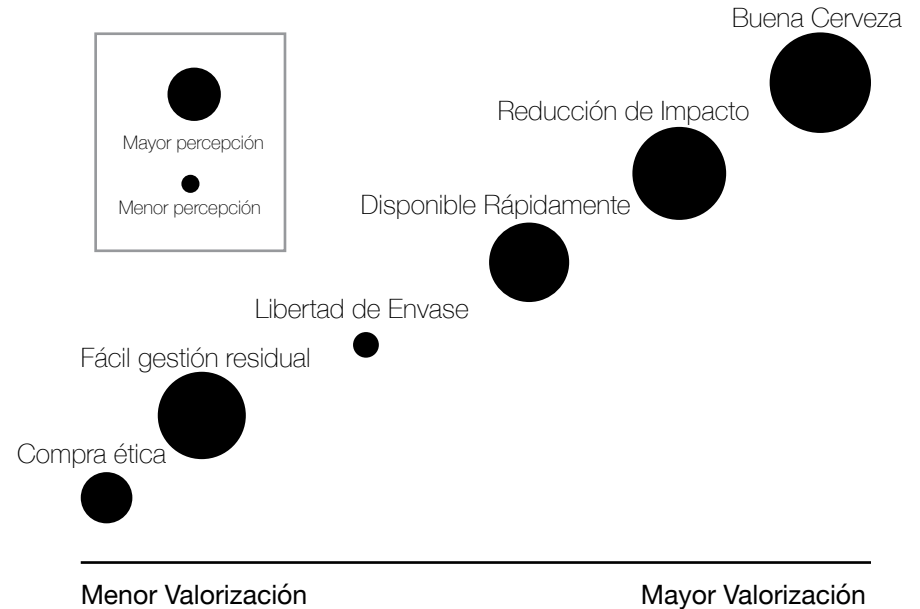 Buena Cerveza
Mayor percepción
Menor percepción
Reducción de Impacto
Disponible Rápidamente
Libertad de Envase
Fácil gestión residual
Compra ética
Menor Valorización
Mayor Valorización